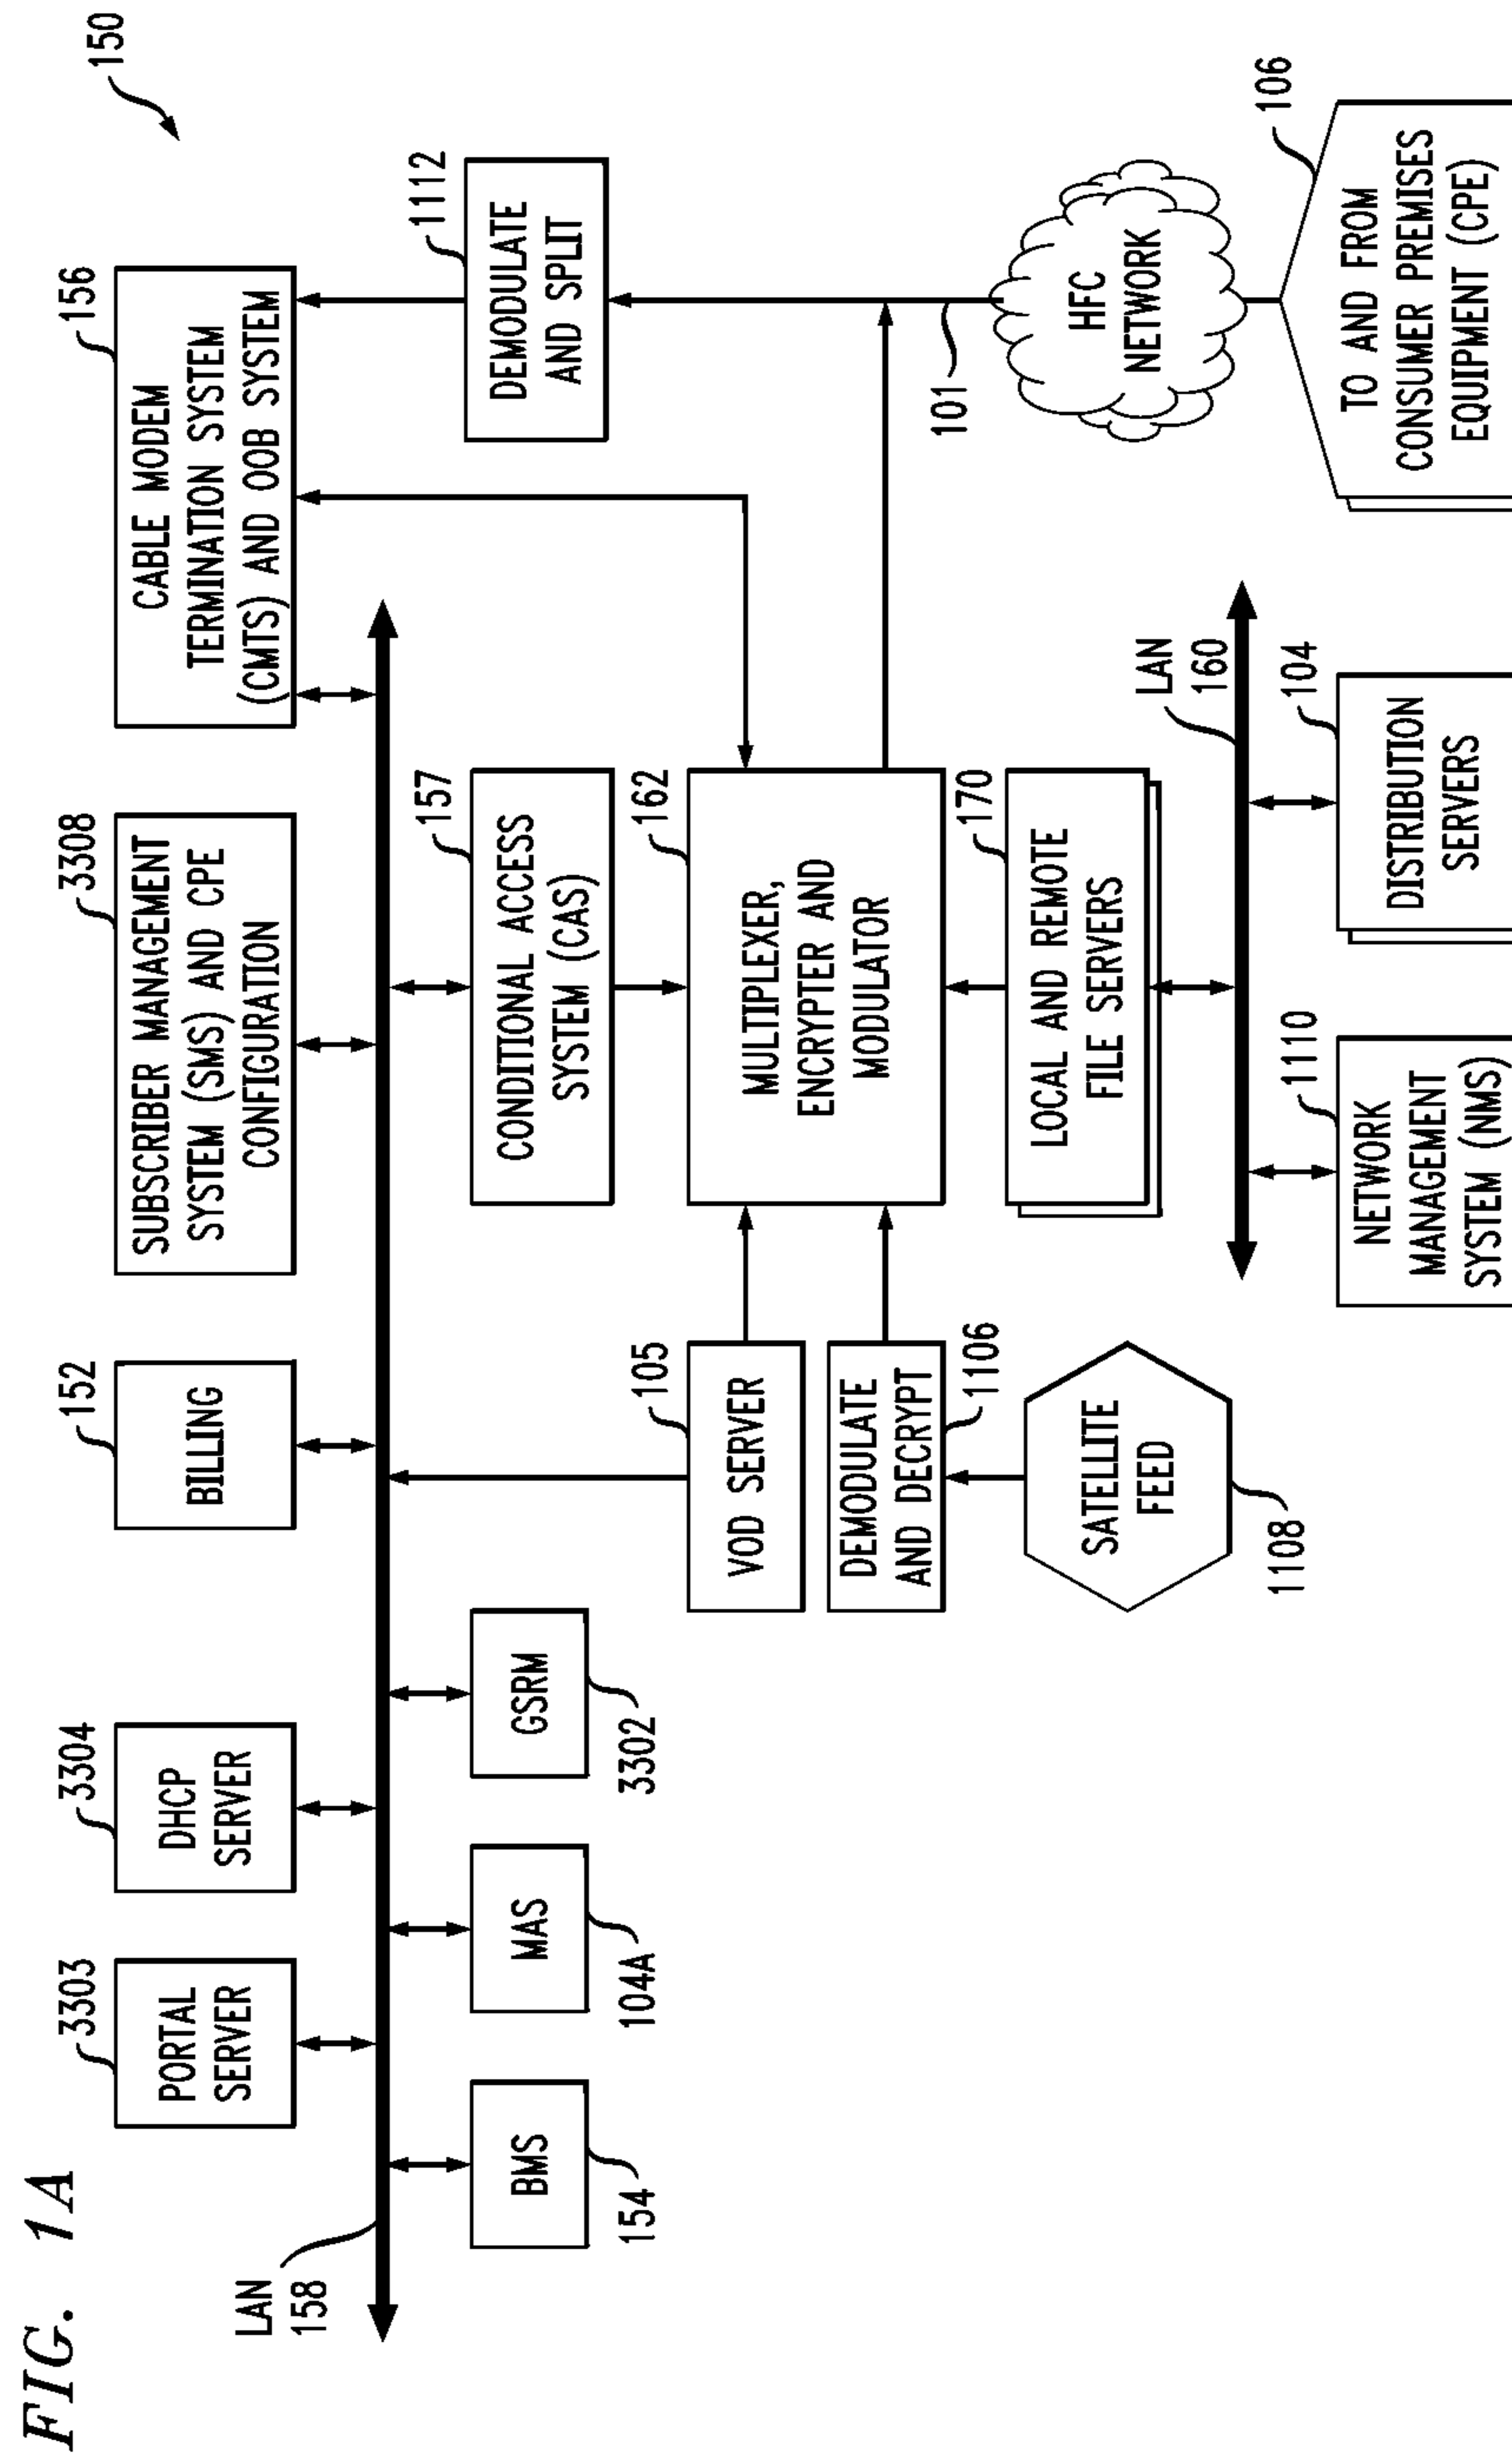 FIG. 1A
150
3303
PORTAL
SERVER
3304
DHCP
SERVER
152
BILLING
3308
SUBSCRIBER MANAGEMENT
SYSTEM (SMS) AND CPE
CONFIGURATION
156
CABLE MODEM
TERMINATION SYSTEM
(CMTS) AND OOB SYSTEM
LAN
158
BMS
154
MAS
104A
GSRM
3302
157
CONDITIONAL ACCESS
SYSTEM (CAS)
1112
DEMODULATE
AND SPLIT
105
VOD SERVER
162
MULTIPLEXER,
ENCRYPTER AND
MODULATOR
DEMODULATE
AND DECRYPT
1106
SATELLITE
FEED
1108
170
LOCAL AND REMOTE
FILE SERVERS
101
HFC
NETWORK
LAN
160
1110
NETWORK
MANAGEMENT
SYSTEM (NMS)
104
DISTRIBUTION
SERVERS
106
TO AND FROM
CONSUMER PREMISES
EQUIPMENT (CPE)